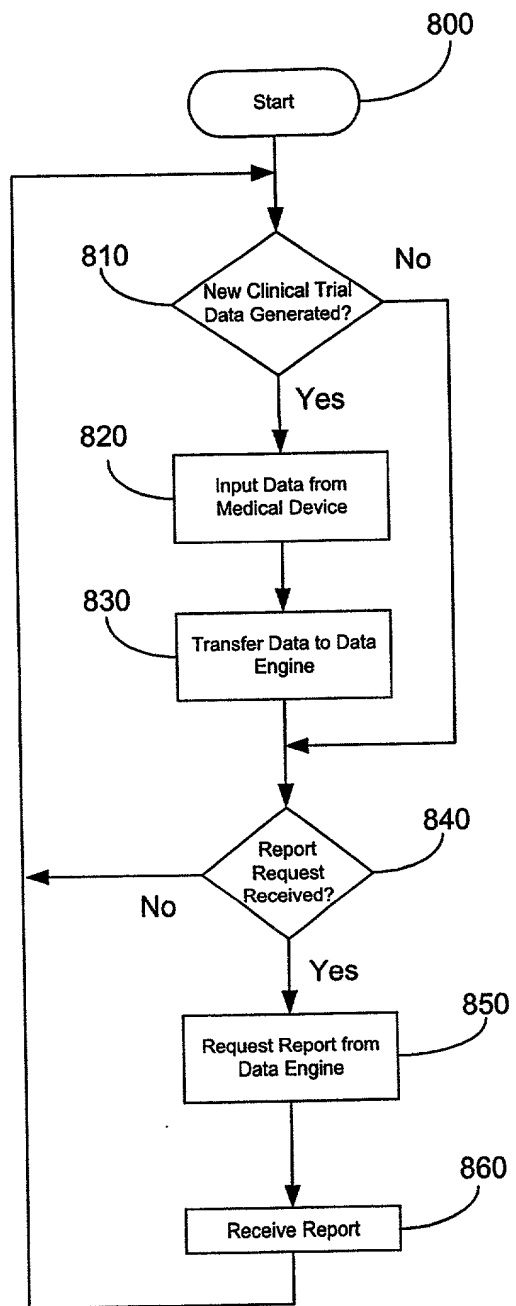 800
Start
810
No
New Clinical Trial
Data Generated?
Yes
820
Input Data from
Medical Device
830
Transfer Data to Data
Engine
840
Report
Request
Received?
No
Yes
850
Request Report from
Data Engine
860
Receive Report